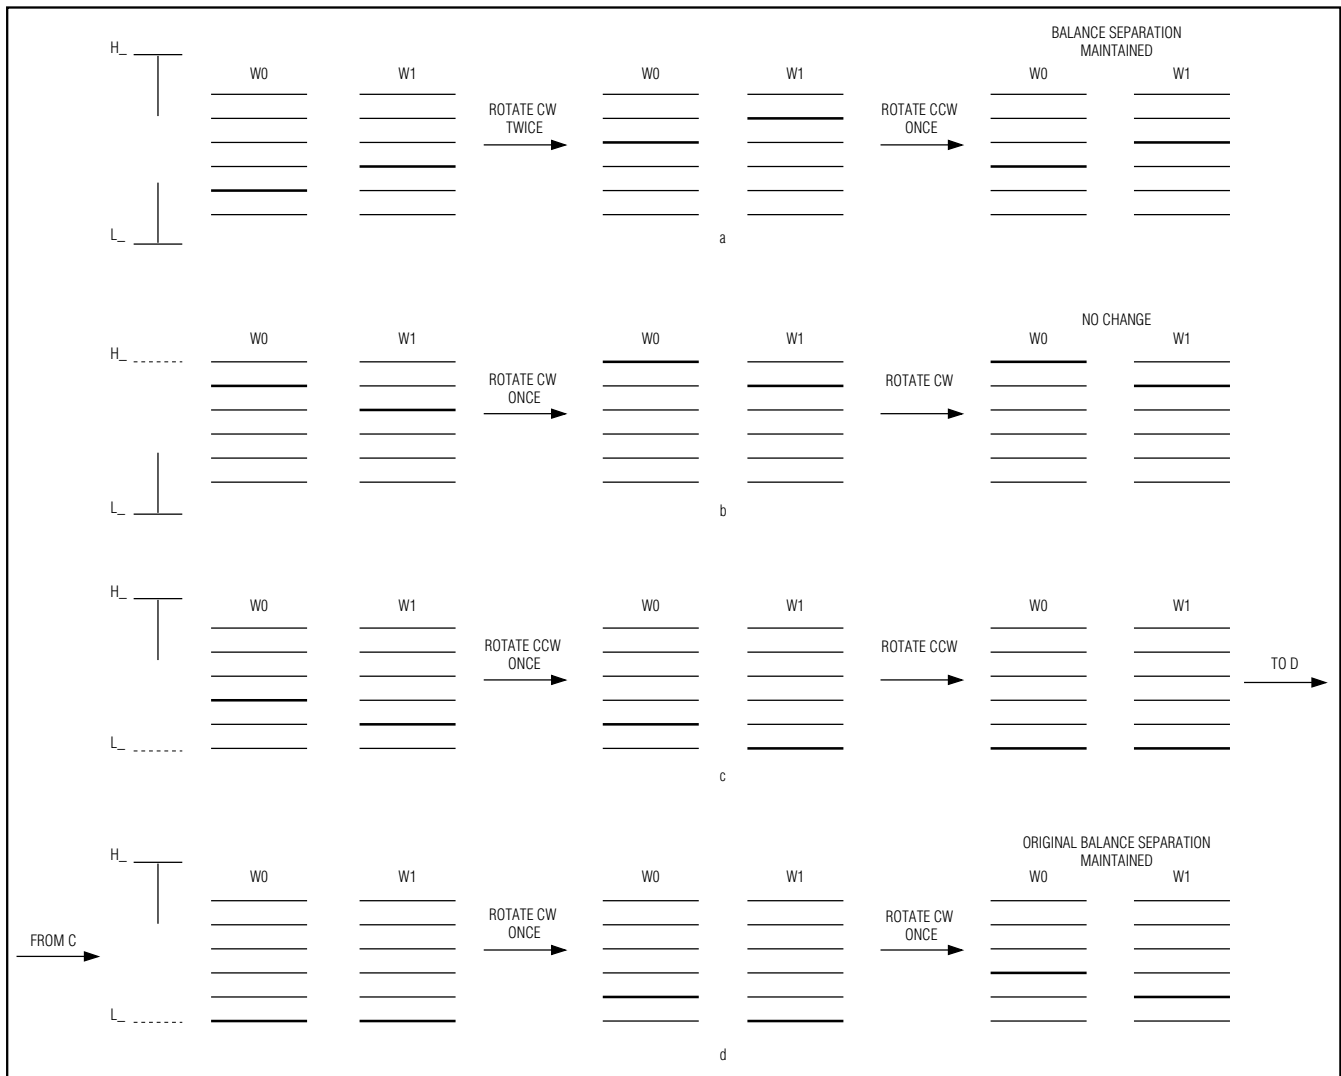 BALANCE SEPARATION
MAINTAINED
H_
W0 W1 W0 W1 W0 W1
ROTATE CW
TWICE
ROTATE CCW
ONCE
L_
a
NO CHANGE
H_
W0 W1 W0 W1 W0 W1
ROTATE CW
ONCE
ROTATE CW
L_
b
H_
W0 W1 W0 W1 W0 W1
ROTATE CCW
ONCE
ROTATE CCW
TO D
L_
c
ORIGINAL BALANCE SEPARATION
MAINTAINED
H_
W0 W1 W0 W1 W0 W1
ROTATE CW
ONCE
ROTATE CW
ONCE
FROM C
L_
d